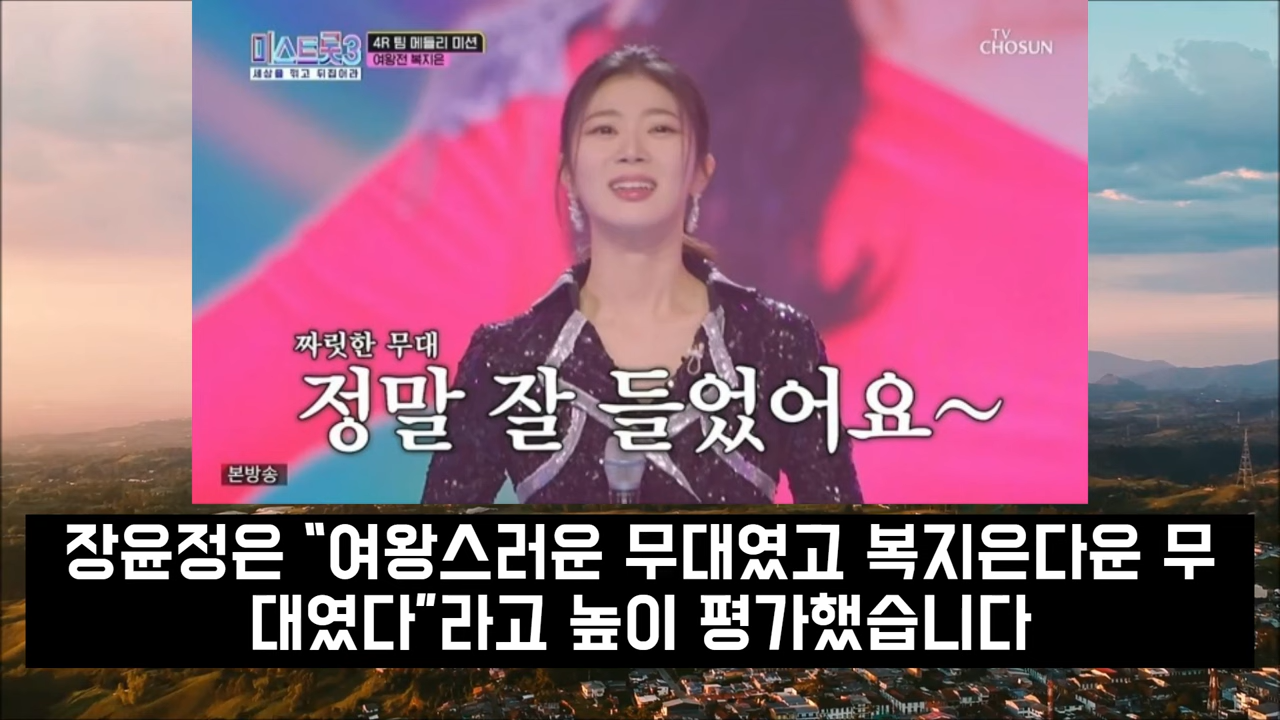 미스트롯3
세상을 꺾고 뒤집어라
4R 팀 메들리 미션
여왕전 복지은
TV
CHOSUN
짜릿한 무대
정말 잘 들었어요~
본방송
장윤정은 "여왕스러운 무대였고 복지은다운 무
대였다"라고 높이 평가했습니다